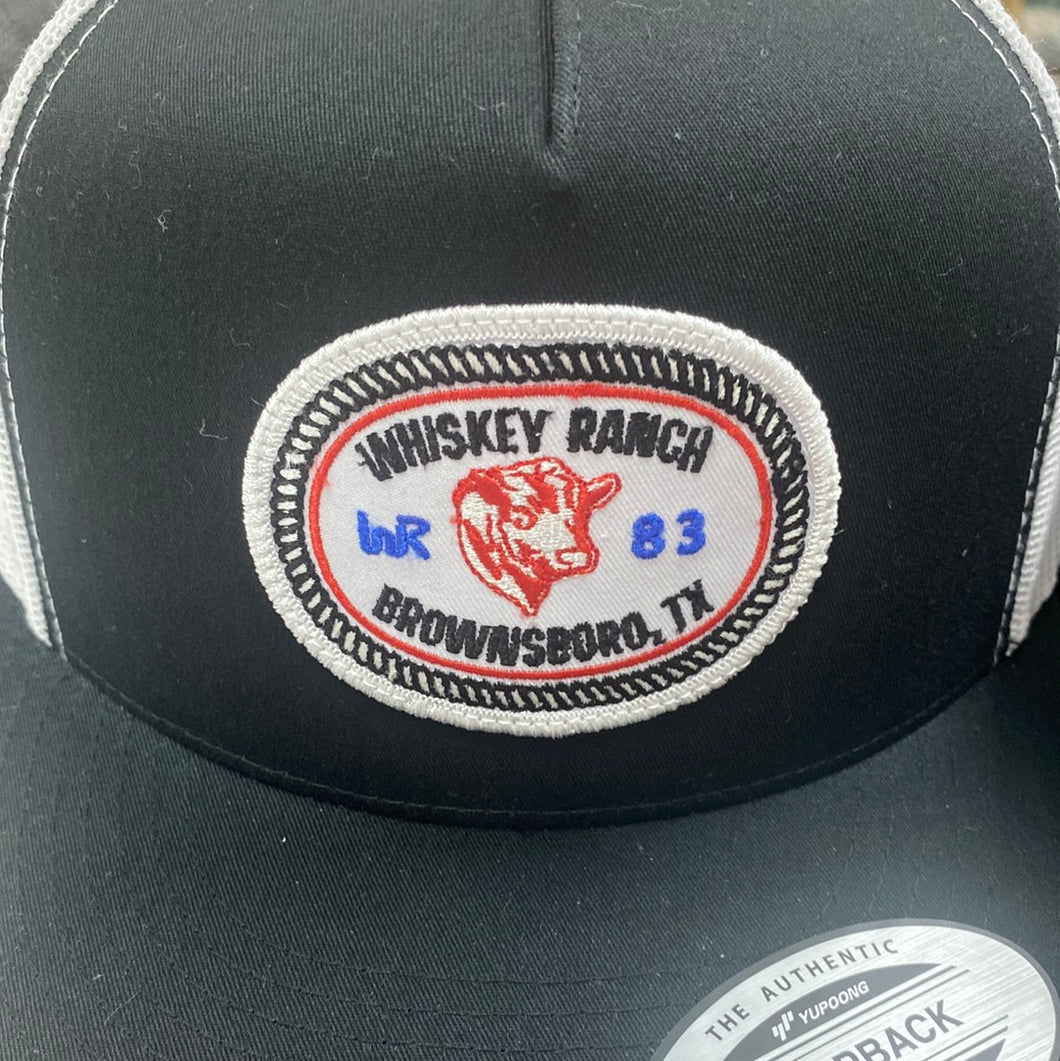 WHISKEY RANCH
WR 83
BROWNSBORO, TX
THE AUTHENTIC
YUPOONG